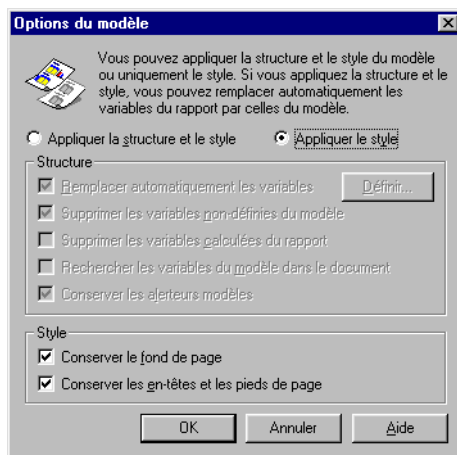 Options du modèle
Vous pouvez appliquer la structure et le style du modèle
ou uniquement le style. Si vous appliquez la structure et le
style, vous pouvez remplacer automatiquement les
variables du rapport par celles du modèle.
Appliquer la structure et le style Appliquer le style
Structure
Remplacer automatiquement les variables Définir...
Supprimer les variables non-définies du modèle
Supprimer les variables calculées du rapport
Rechercher les variables du modèle dans le document
Conserver les alerteurs modèles
Style
Conserver le fond de page
Conserver les en-têtes et les pieds de page
OK Annuler Aide